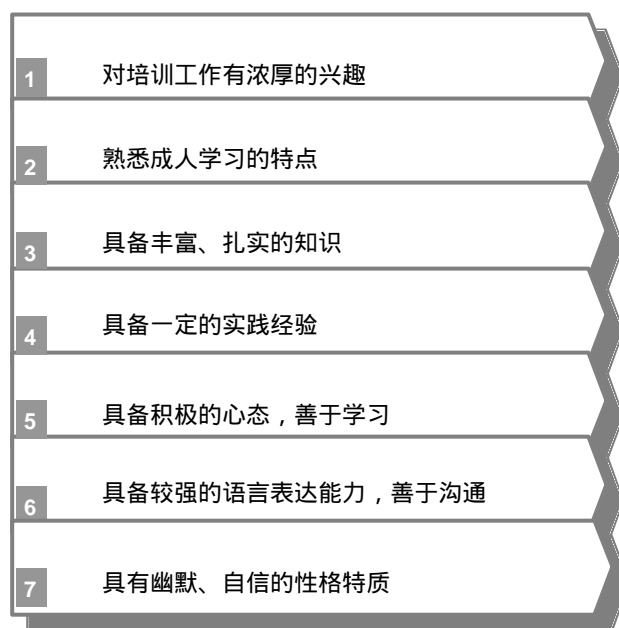 1 对培训工作有浓厚的兴趣
2 熟悉成人学习的特点
3 具备丰富、扎实的知识
4 具备一定的实践经验
5 具备积极的心态，善于学习
6 具备较强的语言表达能力，善于沟通
7 具有幽默、自信的性格特质